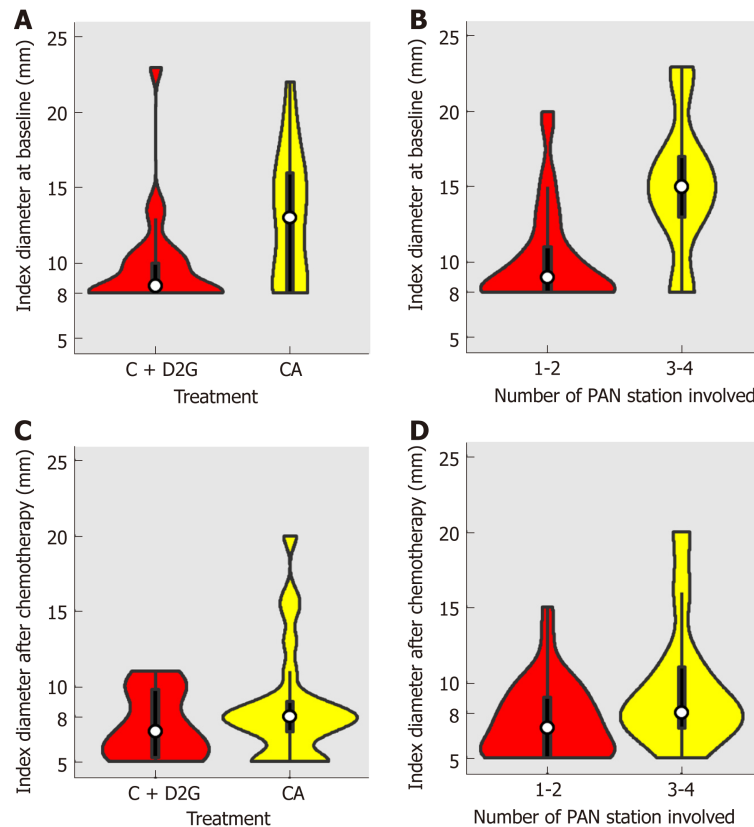 A
Index diameter at baseline (mm)
25
20
15
10
8
5
C + D2G
CA
Treatment
B
Index diameter at baseline (mm)
25
20
15
10
8
5
1-2
3-4
Number of PAN station involved
C
Index diameter after chemotherapy (mm)
25
20
15
10
8
5
C + D2G
CA
Treatment
D
Index diameter after chemotherapy (mm)
25
20
15
10
8
5
1-2
3-4
Number of PAN station involved